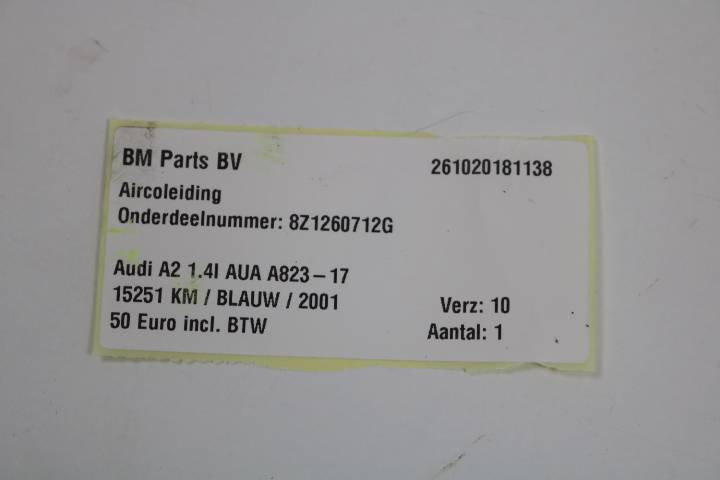 BM Parts BV 261020181138
Aircoleiding
Onderdeelnummer: 8Z1260712G
Audi A2 1.4I AUA A823-17
15251 KM / BLAUW / 2001 Verz: 10
50 Euro incl. BTW Aantal: 1